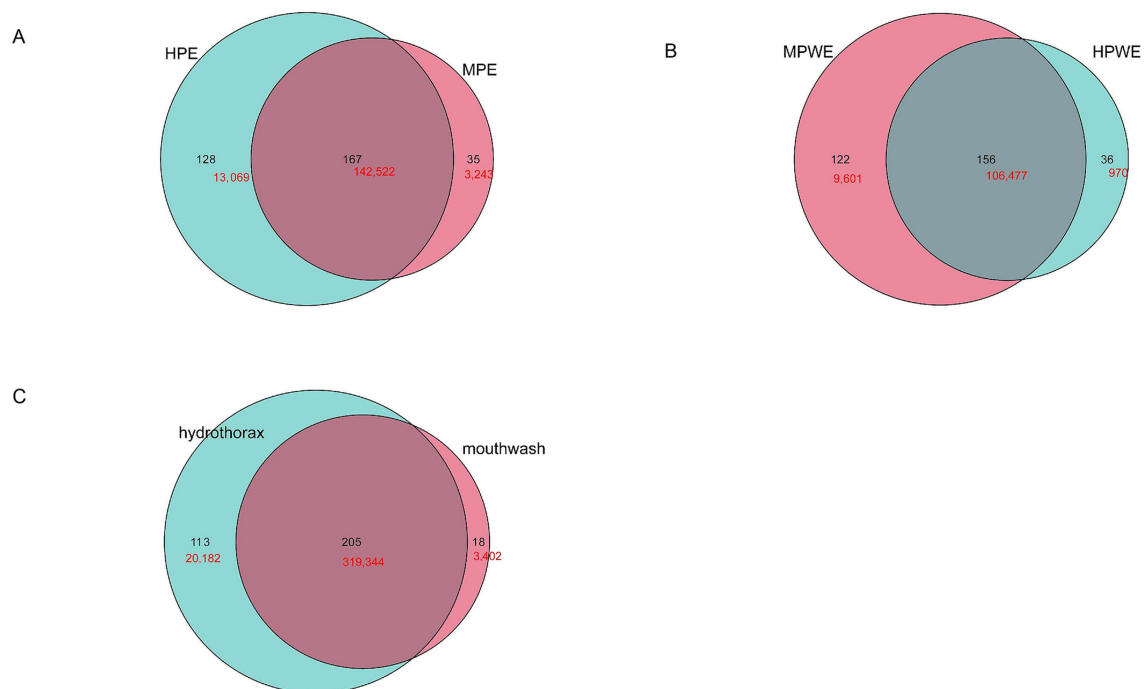 A
HPE
MPE
128
167
35
13,069
142,522
3,243
B
MPWE
HPWE
122
156
36
9,601
106,477
970
C
hydrothorax
mouthwash
113
205
18
20.182
319,344
3,402